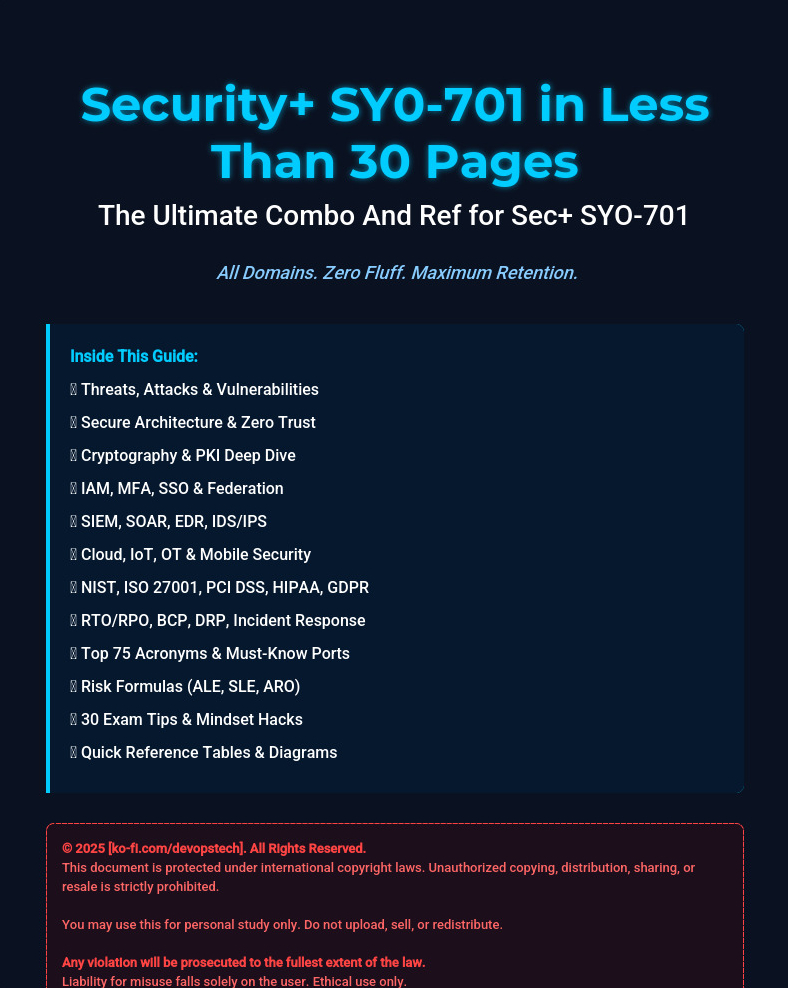 Security+ SY0-701 in Less
Than 30 Pages
The Ultimate Combo And Ref for Sec+ SYO-701
All Domains. Zero Fluff. Maximum Retention.
Inside This Guide:
Threats, Attacks & Vulnerabilities
Secure Architecture & Zero Trust
Cryptography & PKI Deep Dive
IAM, MFA, SSO & Federation
SIEM, SOAR, EDR, IDS/IPS
Cloud, IoT, OT & Mobile Security
NIST, ISO 27001, PCI DSS, HIPAA, GDPR
RTO/RPO, BCP, DRP, Incident Response
Top 75 Acronyms & Must-Know Ports
Risk Formulas (ALE, SLE, ARO)
30 Exam Tips & Mindset Hacks
Quick Reference Tables & Diagrams
© 2025 [ko-fi.com/devopstech]. All Rights Reserved.
This document is protected under international copyright laws. Unauthorized copying, distribution, sharing, or
resale is strictly prohibited.
You may use this for personal study only. Do not upload, sell, or redistribute.
Any violation will be prosecuted to the fullest extent of the law.
Liability for misuse falls solely on the user. Ethical use only.